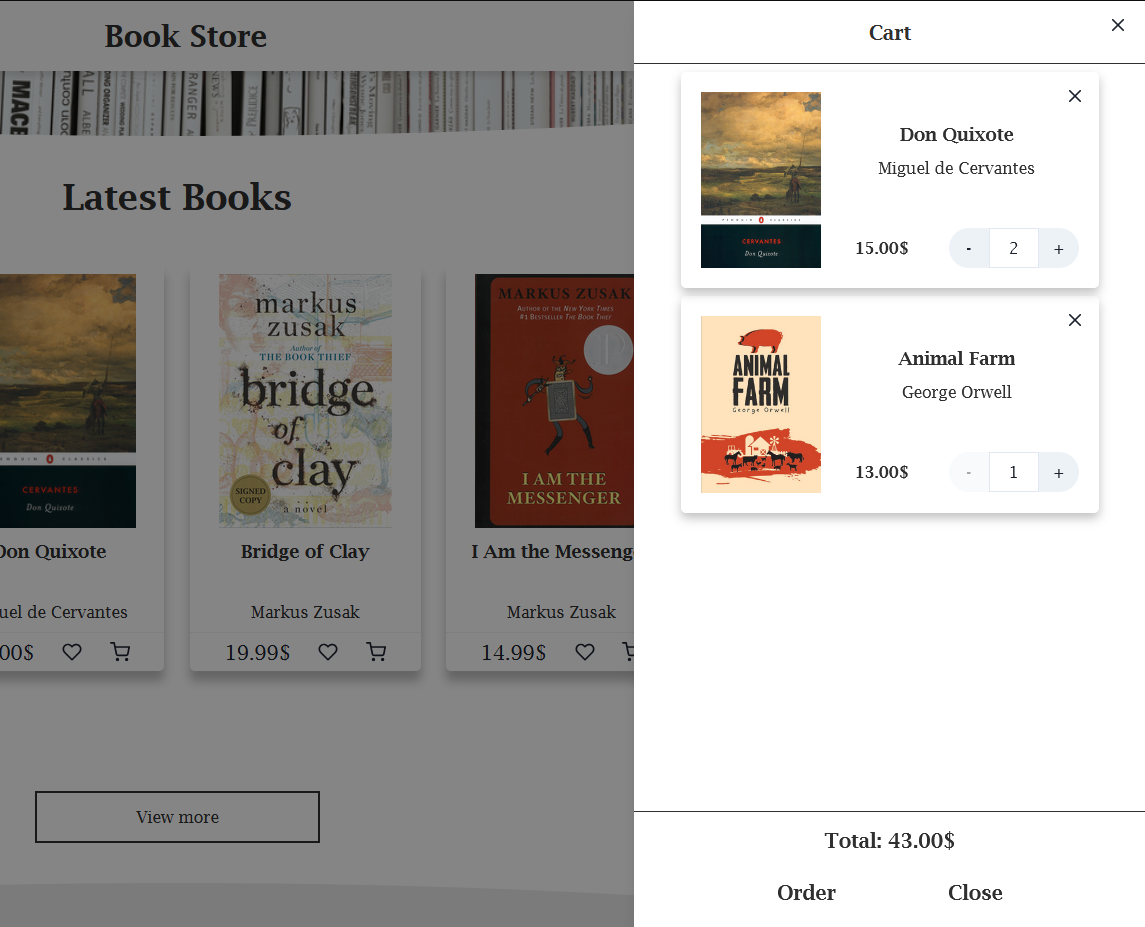 Book Store
Latest Books
CERVANTES
Don Quixote
Don Quixote
uel de Cervantes
00$
markus
zusak
Author of
THE BOOK THIEF
bridge
of
clay
SIGNED
COPY
a novel
Bridge of Clay
Markus Zusak
19.99$
MARKUS ZUSAK
AUTHOR OF THE NEW YORK TIMES
#1 BESTSELLER THE BOOK THIEF
I AM THE
MESSENGER
I Am the Messeng
Markus Zusak
14.99$
View more
Cart
PENGUIN CLASSICS
CERVANTES
Don Quixote
Don Quixote
Miguel de Cervantes
15.00$
- 2 +
ANIMAL
FARM
George Orwell
Animal Farm
George Orwell
13.00$
- 1 +
Total: 43.00$
Order
Close